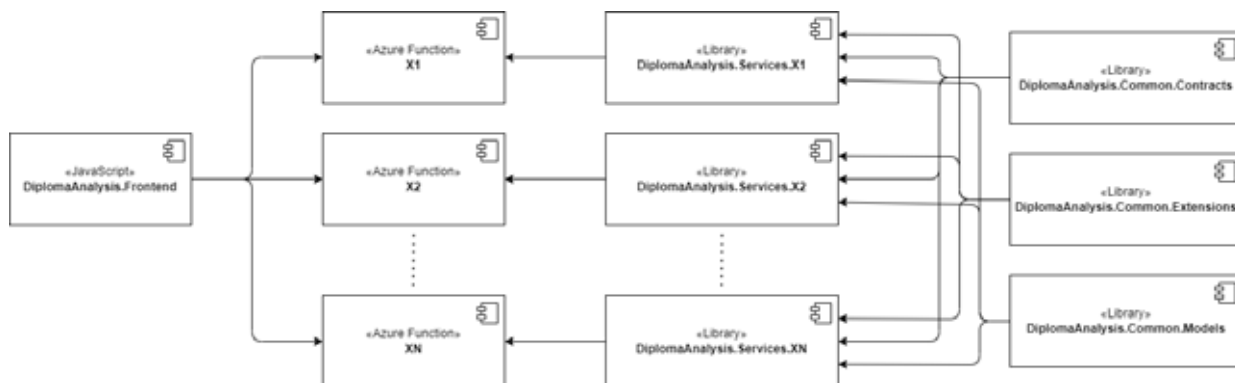 «JavaScript»
DiplomaAnalysis.Frontend
«Azure Function»
X1
«Azure Function»
X2
«Azure Function»
XN
«Library»
DiplomaAnalysis.Services.X1
«Library»
DiplomaAnalysis.Services.X2
«Library»
DiplomaAnalysis.Services.XN
«Library»
DiplomaAnalysis.Common.Contracts
«Library»
DiplomaAnalysis.Common.Extensions
«Library»
DiplomaAnalysis.Common.Models